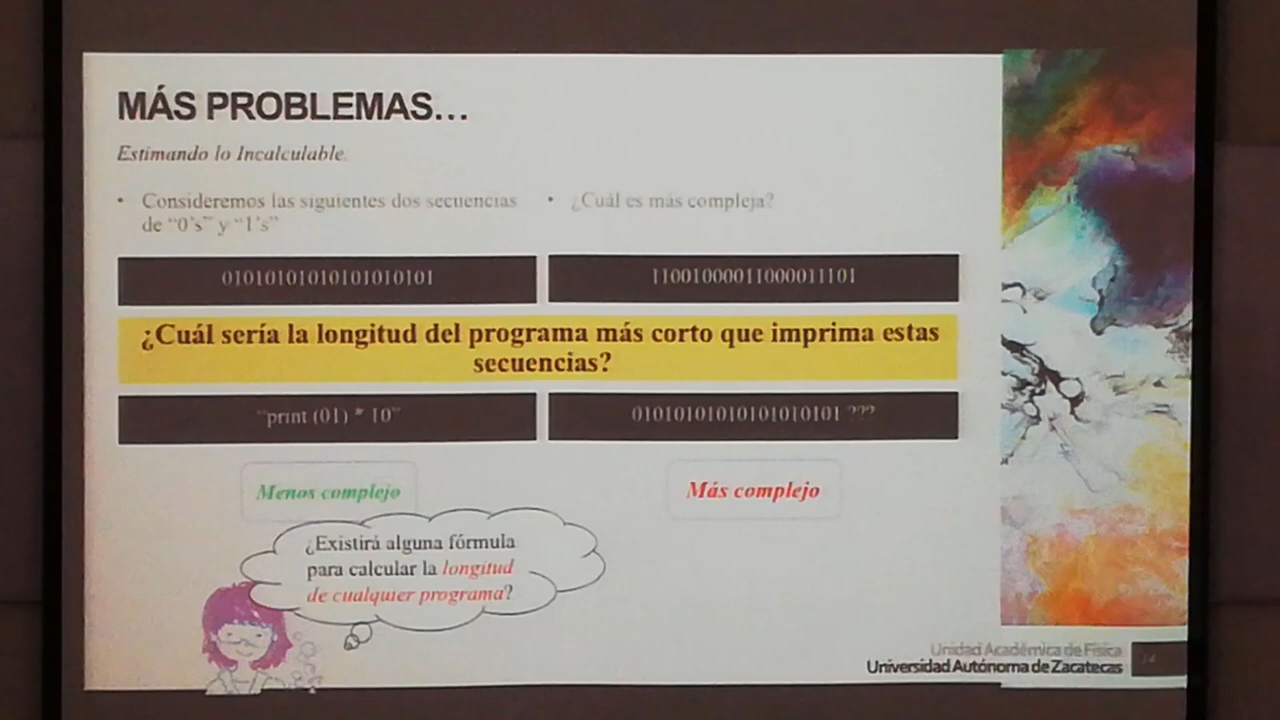 MÁS PROBLEMAS...
Estimando lo Incalculable.
• Consideremos las siguientes dos secuencias
de “0’s” y “1’s”
• ¿Cuál es más compleja?
01010101010101010101
11001000011000011101
¿Cuál sería la longitud del programa más corto que imprima estas
secuencias?
“print (01) * 10”
01010101010101010101 ???
Menos complejo
Más complejo
¿Existirá alguna fórmula
para calcular la longitud
de cualquier programa?
Unidad Académica de Física
Universidad Autónoma de Zacatecas
14